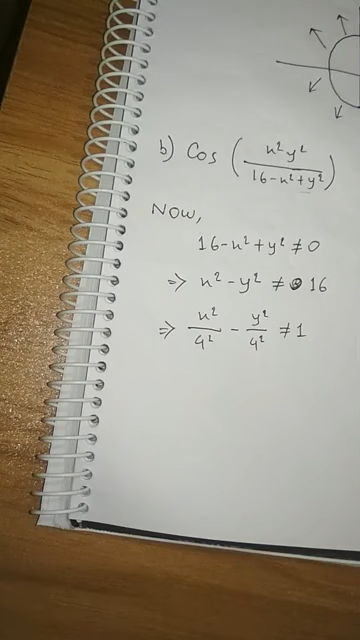 b) Cos (x²y² / 16-x²+y²)
Now,
16-x²+y² ≠ 0
⇒ x²-y² ≠ 16
⇒ x²/4² - y²/4² ≠ 1